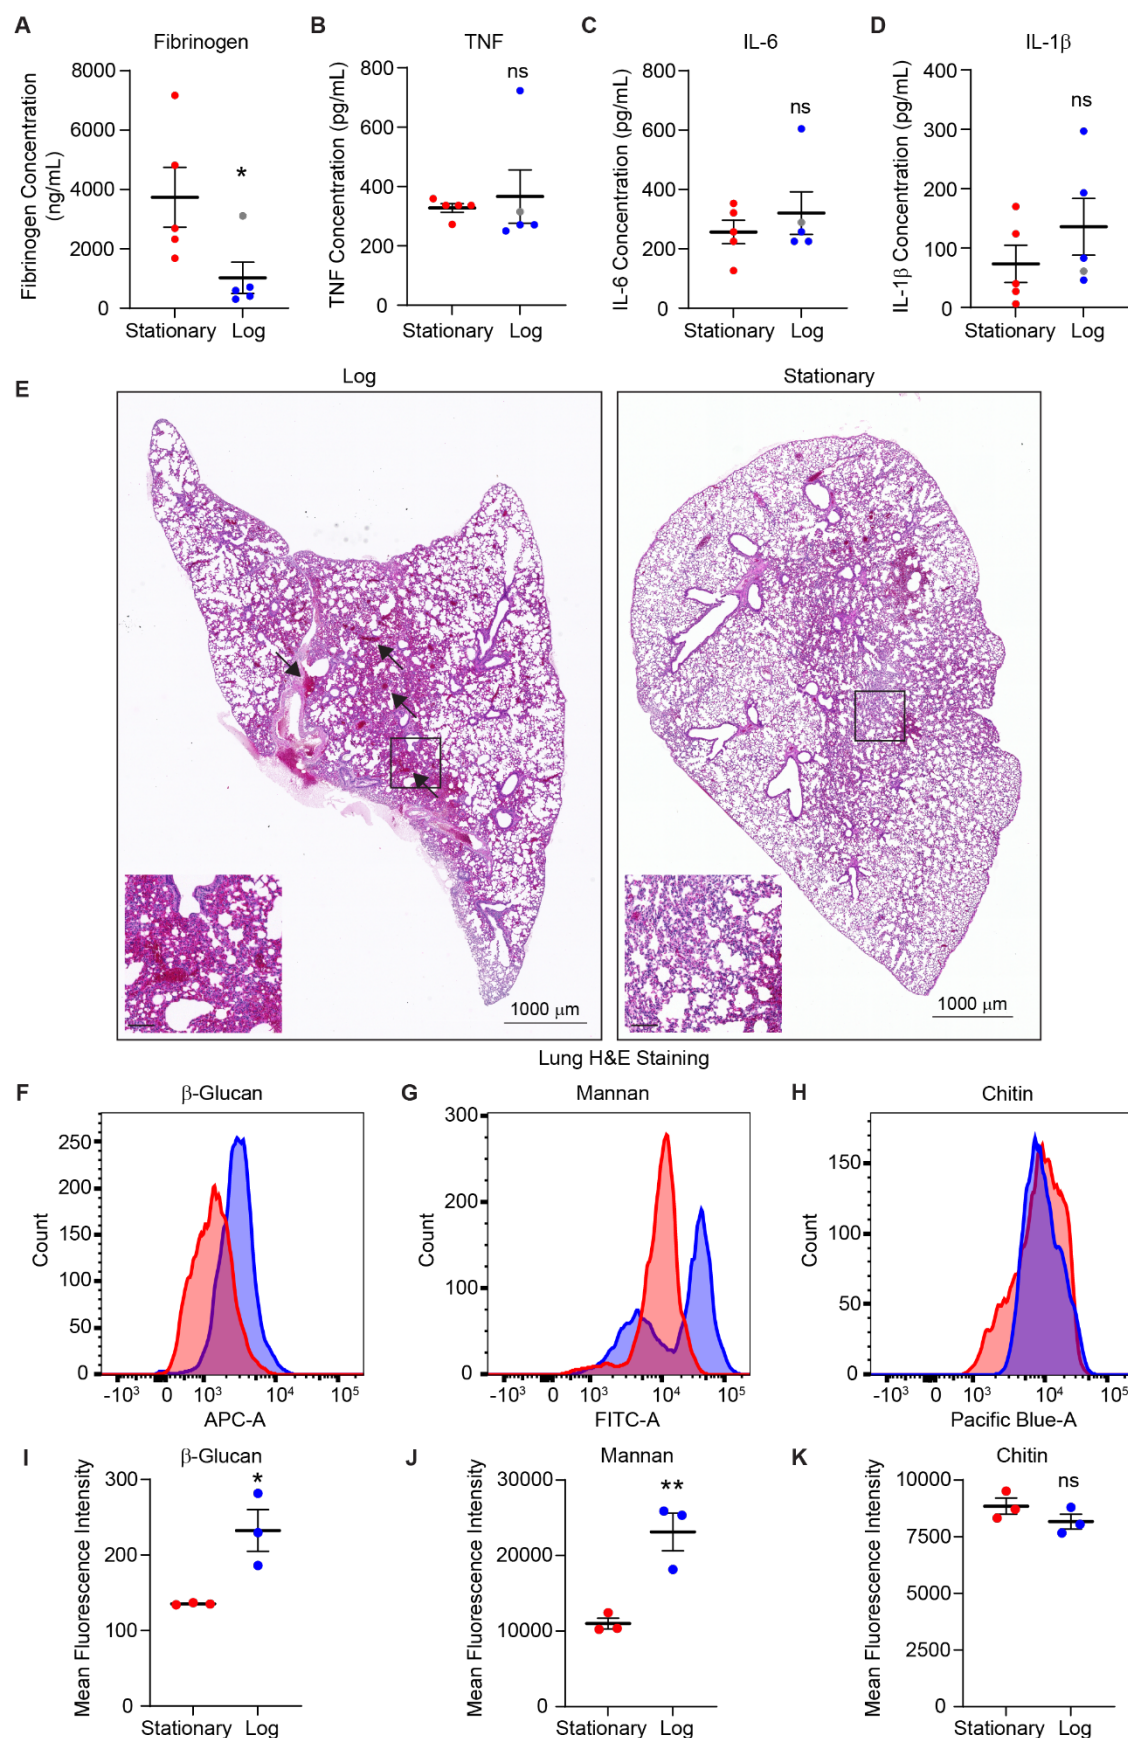 A Fibrinogen
B TNF
C IL-6
D IL-1β
Fibrinogen Concentration
(ng/mL)
8000
6000
4000
2000
0
*
Stationary Log
TNF Concentration (pg/mL)
800
600
400
200
0
ns
Stationary Log
IL-6 Concentration (pg/mL)
800
600
400
200
0
ns
Stationary Log
IL-1β Concentration (pg/mL)
400
300
200
100
0
ns
Stationary Log
E
Log
Stationary
1000 µm
1000 µm
Lung H&E Staining
F β-Glucan
Count
250
200
150
100
50
0
-10³ 0 10³ 10⁴ 10⁵
APC-A
G Mannan
Count
300
200
100
0
-10³ 0 10³ 10⁴ 10⁵
FITC-A
H Chitin
Count
150
100
50
0
-10³ 0 10³ 10⁴ 10⁵
Pacific Blue-A
I β-Glucan
Mean Fluorescence Intensity
300
200
100
0
*
Stationary Log
J Mannan
Mean Fluorescence Intensity
30000
20000
10000
0
**
Stationary Log
K Chitin
Mean Fluorescence Intensity
10000
7500
5000
2500
0
ns
Stationary Log